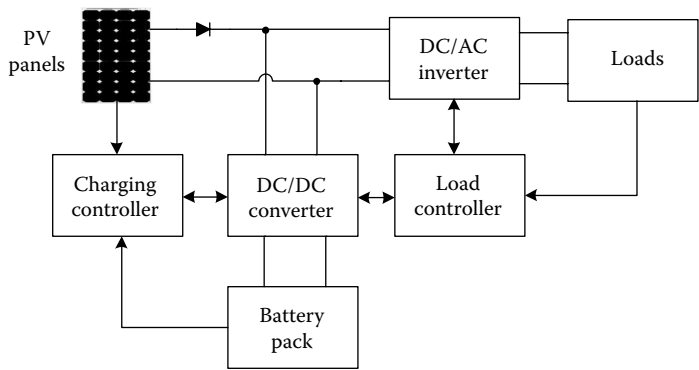 PV
panels
DC/AC
inverter
Loads
Charging
controller
DC/DC
converter
Load
controller
Battery
pack